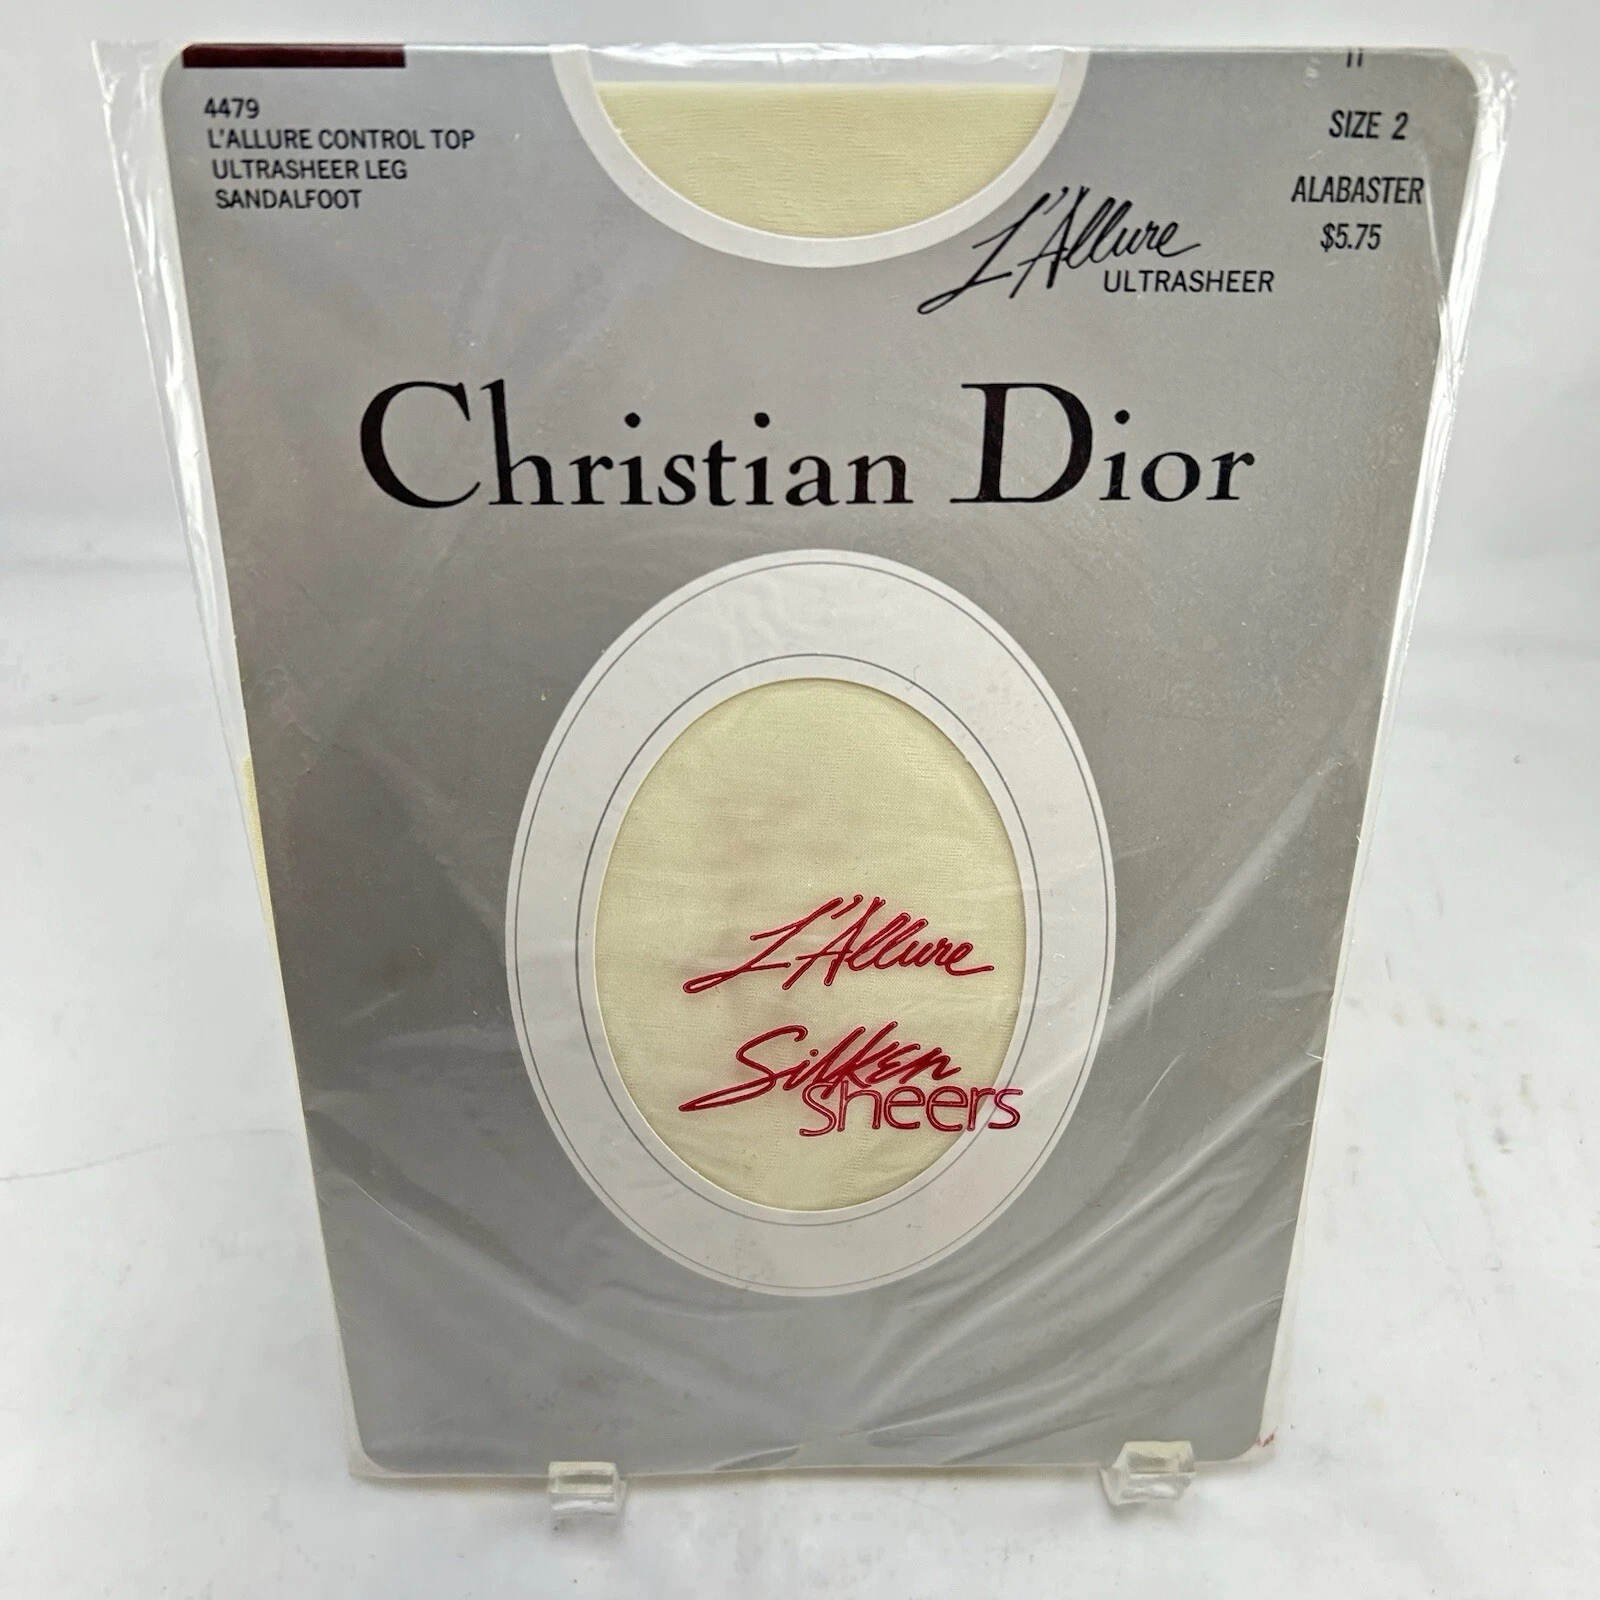 4479
L'ALLURE CONTROL TOP
ULTRASHEER LEG
SANDALFOOT
SIZE 2
ALABASTER
$5.75
L'Allure
ULTRASHEER
Christian Dior
L'Allure
Silken
Sheers